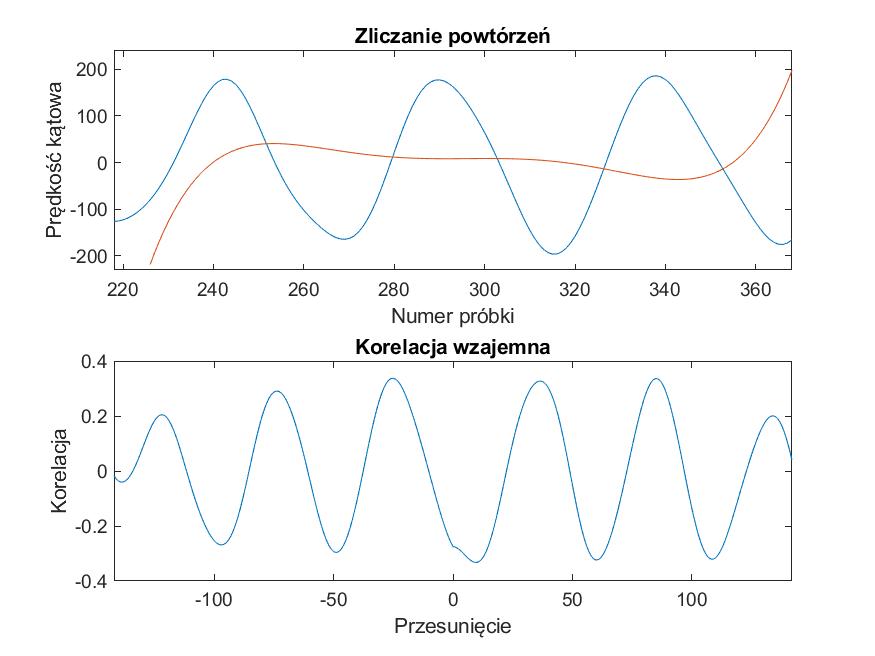 Zliczanie powtórzeń
200
100
0
-100
-200
Prędkość kątowa
220 240 260 280 300 320 340 360
Numer próbki
Korelacja wzajemna
0.4
0.2
0
-0.2
-0.4
Korelacja
-100 -50 0 50 100
Przesunięcie